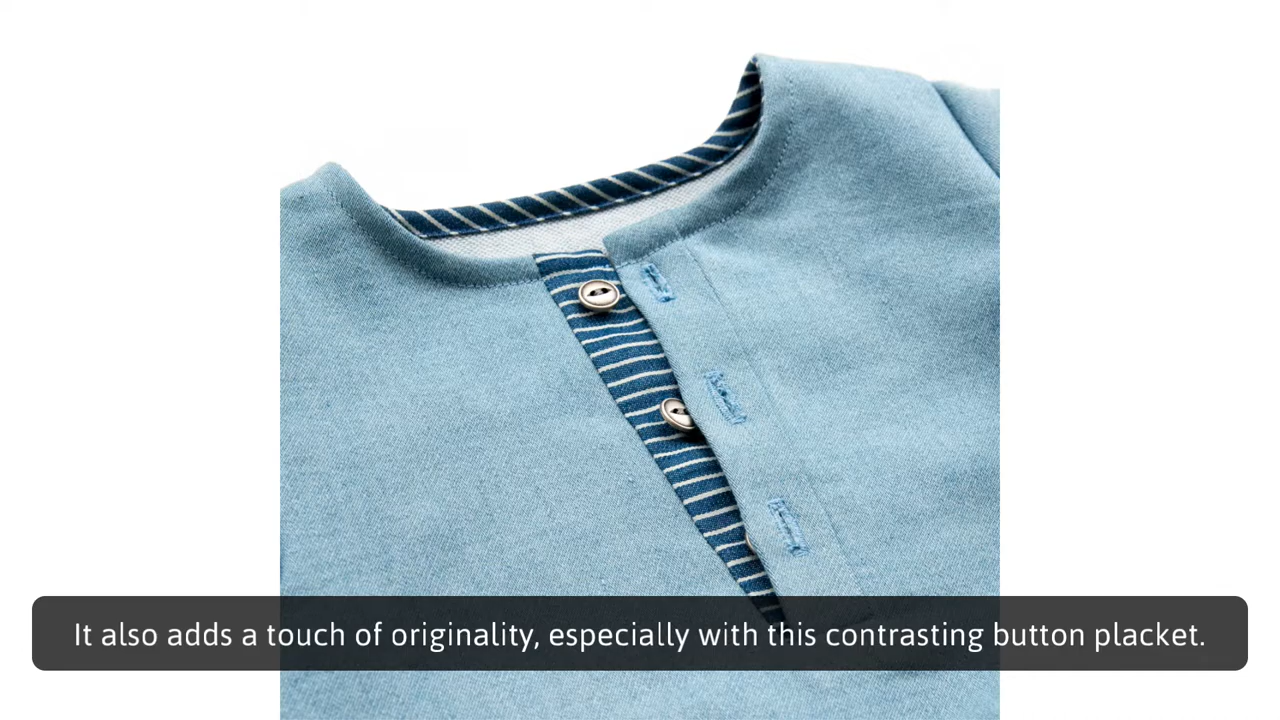 It also adds a touch of originality, especially with this contrasting button placket.